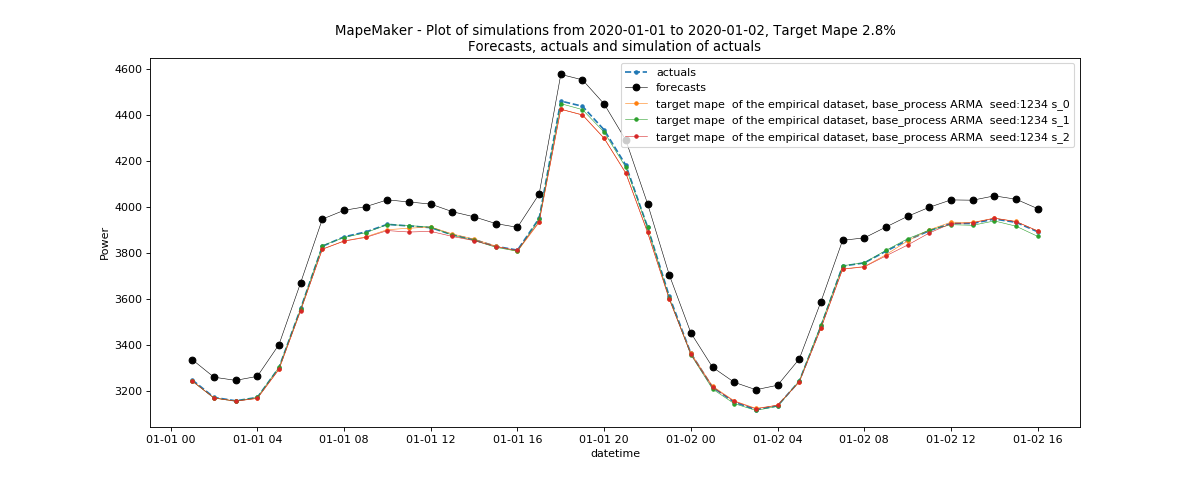 MapeMaker - Plot of simulations from 2020-01-01 to 2020-01-02, Target Mape 2.8%
Forecasts, actuals and simulation of actuals
actuals
forecasts
target mape  of the empirical dataset, base_process ARMA  seed:1234 s_0
target mape  of the empirical dataset, base_process ARMA  seed:1234 s_1
target mape  of the empirical dataset, base_process ARMA  seed:1234 s_2
4600
4400
4200
4000
3800
3600
3400
3200
Power
01-01 00
01-01 04
01-01 08
01-01 12
01-01 16
01-01 20
01-02 00
01-02 04
01-02 08
01-02 12
01-02 16
datetime